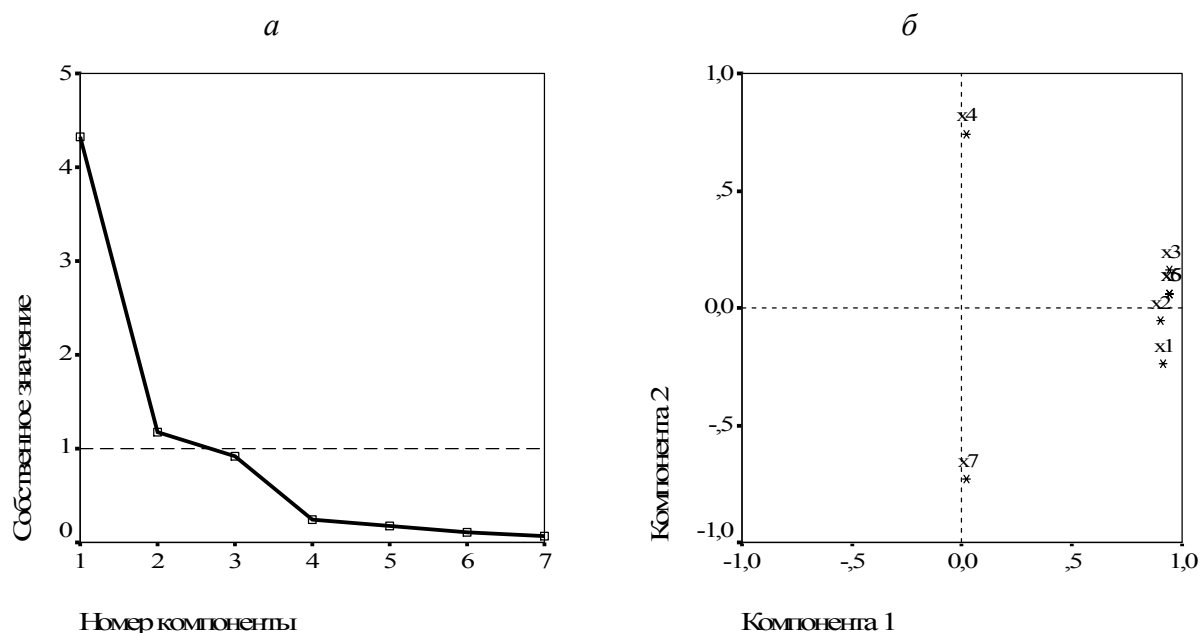 а
б
5
4
3
2
1
0
1 2 3 4 5 6 7
Собственное значение
Номер компоненты
1,0
,5
0,0
-,5
-1,0
-1,0 -,5 0,0 ,5 1,0
Компонента 2
Компонента 1
x4
x3
x2
x1
x7